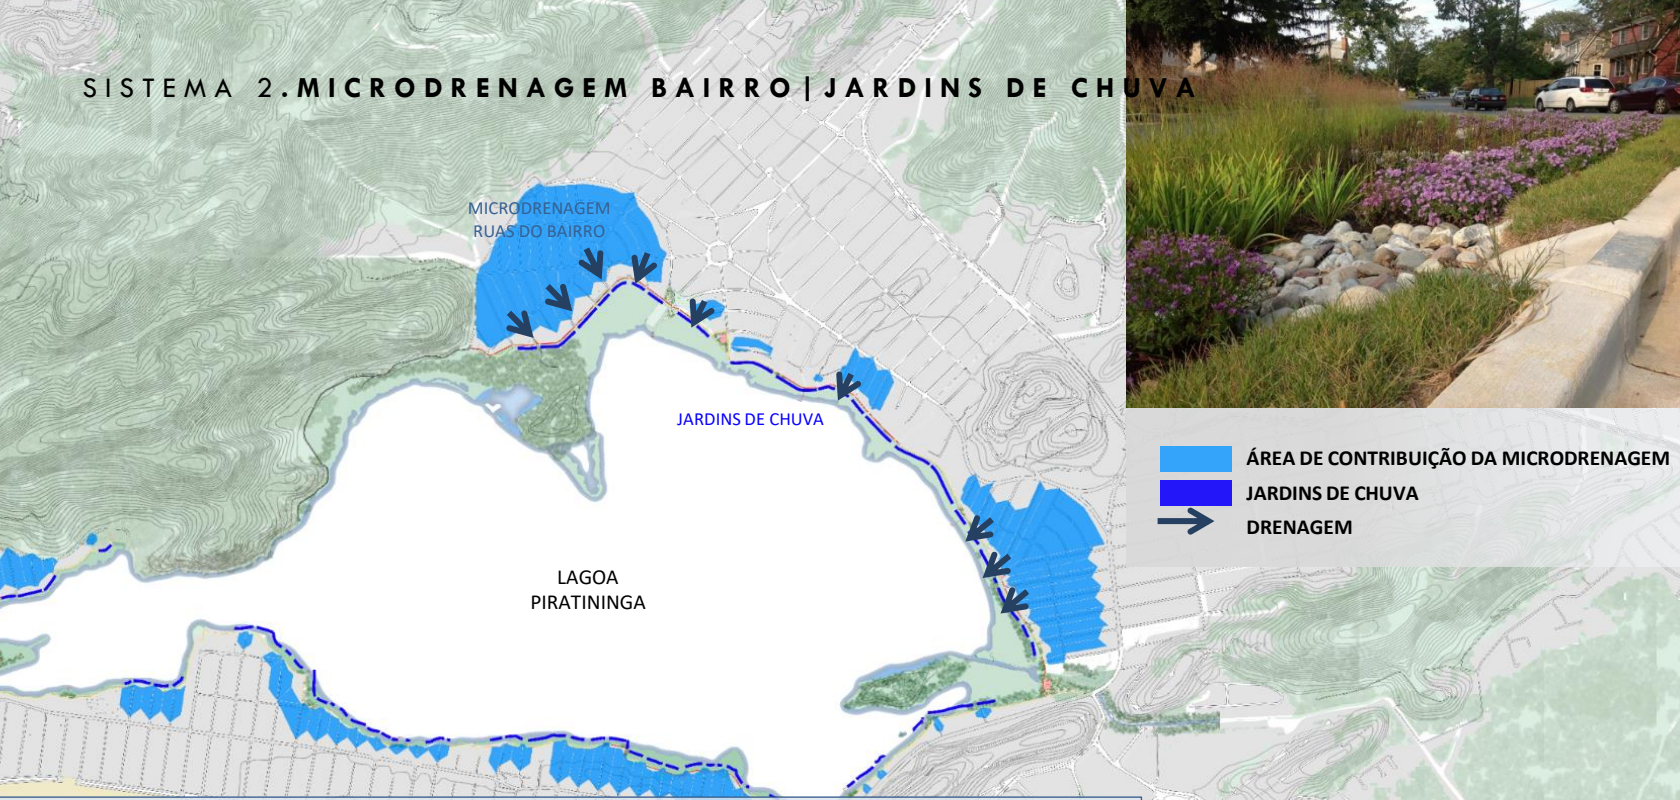 SISTEMA 2.MICRODRENAGEM BAIRRO|JARDINS DE CHUVA
MICRODRENAGEM
RUAS DO BAIRRO
JARDINS DE CHUVA
LAGOA
PIRATININGA
ÁREA DE CONTRIBUIÇÃO DA MICRODRENAGEM
JARDINS DE CHUVA
DRENAGEM